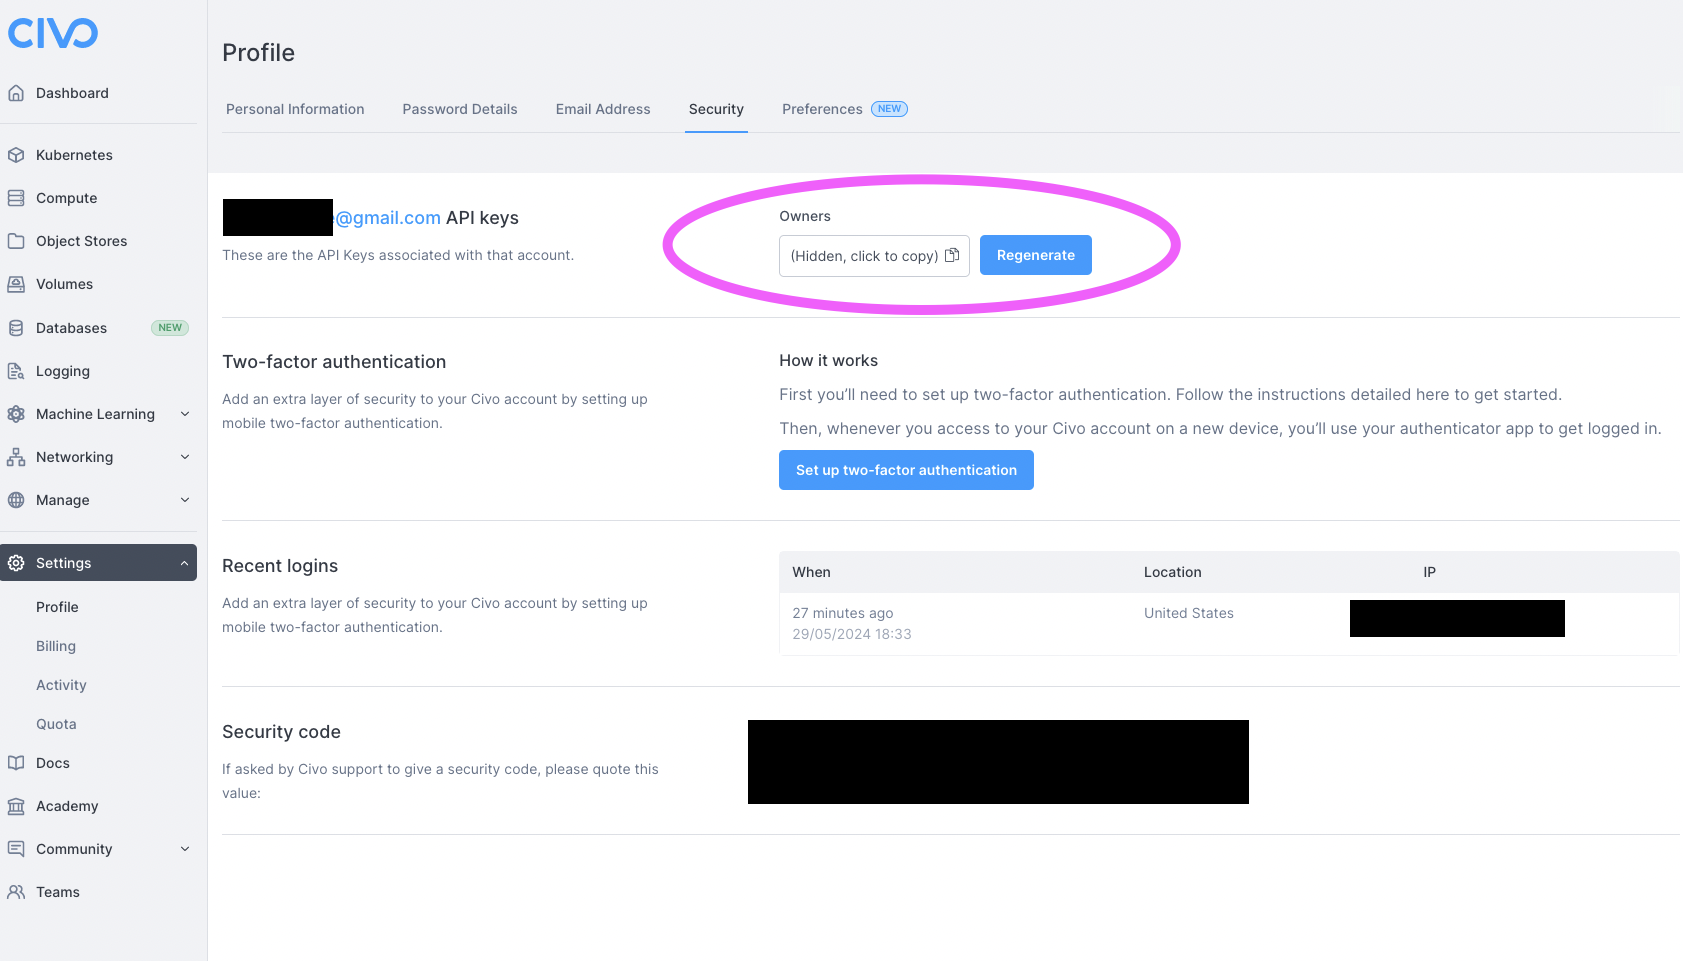 CIVO
Dashboard
Kubernetes
Compute
Object Stores
Volumes
Databases NEW
Logging
Machine Learning
Networking
Manage
Settings
Profile
Billing
Activity
Quota
Docs
Academy
Community
Teams
Profile
Personal Information Password Details Email Address Security Preferences NEW
@gmail.com API keys
These are the API Keys associated with that account.
Owners
(Hidden, click to copy) Regenerate
Two-factor authentication
Add an extra layer of security to your Civo account by setting up
mobile two-factor authentication.
How it works
First you’ll need to set up two-factor authentication. Follow the instructions detailed here to get started.
Then, whenever you access to your Civo account on a new device, you’ll use your authenticator app to get logged in.
Set up two-factor authentication
Recent logins
Add an extra layer of security to your Civo account by setting up
mobile two-factor authentication.
When Location IP
27 minutes ago United States
29/05/2024 18:33
Security code
If asked by Civo support to give a security code, please quote this
value: